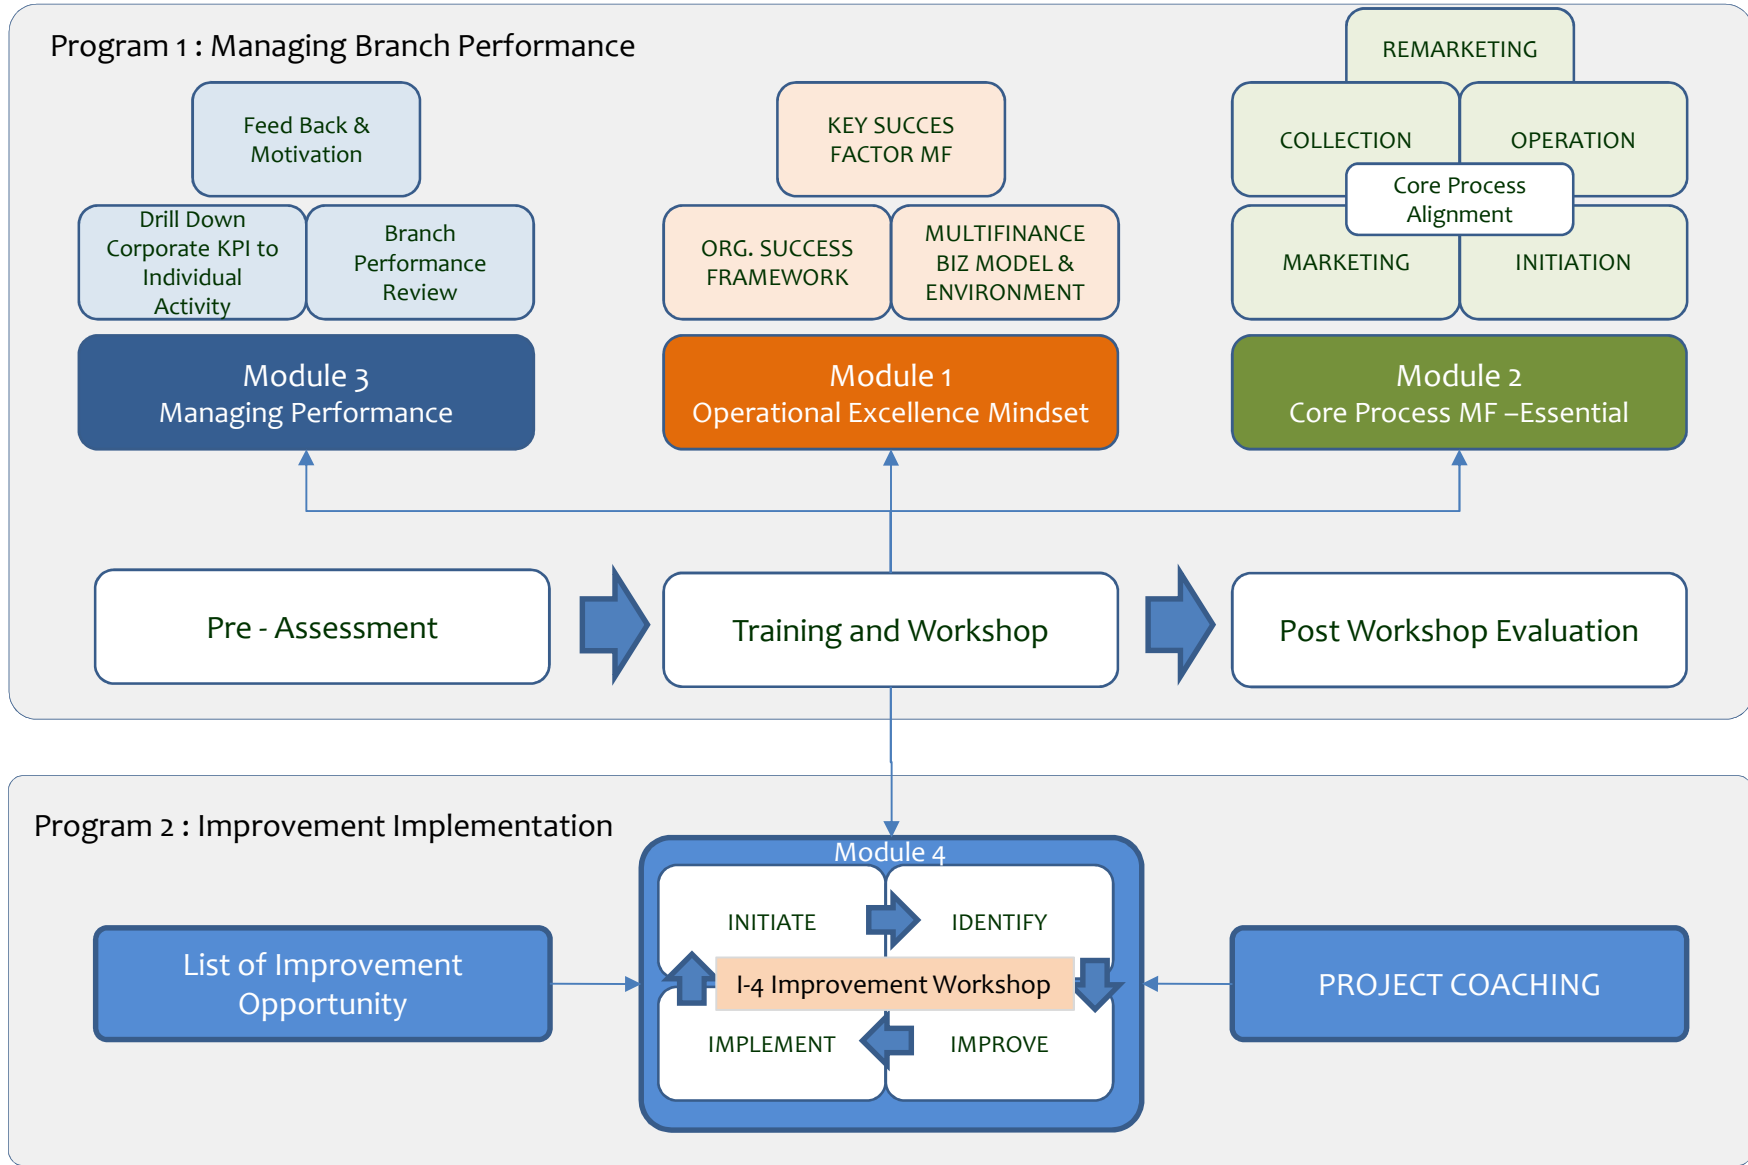 Program 1 : Managing Branch Performance
Feed Back &
Motivation
Drill Down
Corporate KPI to
Individual
Activity
Branch
Performance
Review
Module 3
Managing Performance
KEY SUCCES
FACTOR MF
ORG. SUCCESS
FRAMEWORK
MULTIFINANCE
BIZ MODEL &
ENVIRONMENT
Module 1
Operational Excellence Mindset
REMARKETING
COLLECTION
OPERATION
Core Process
Alignment
MARKETING
INITIATION
Module 2
Core Process MF –Essential
Pre - Assessment
Training and Workshop
Post Workshop Evaluation
Program 2 : Improvement Implementation
List of Improvement
Opportunity
Module 4
INITIATE
IDENTIFY
I-4 Improvement Workshop
IMPLEMENT
IMPROVE
PROJECT COACHING